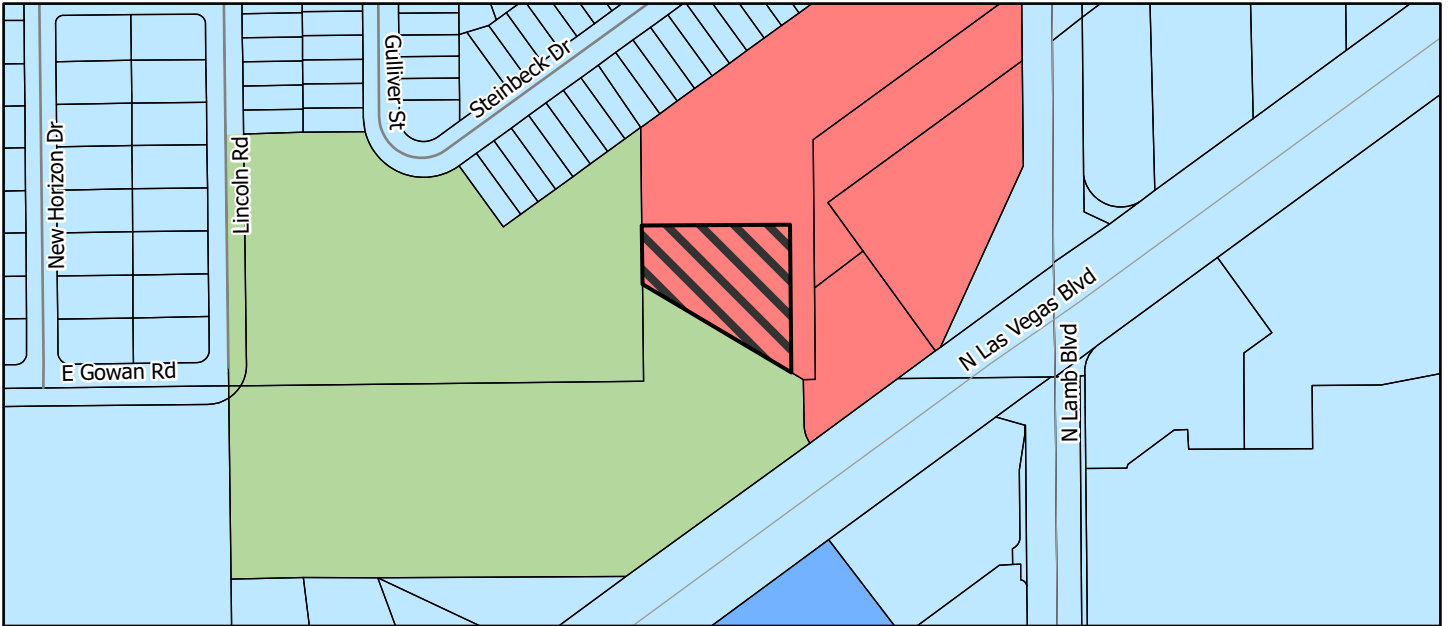 Gulliver St
Steinbeck Dr
New Horizon Dr
Lincoln Rd
E Gowan Rd
N Las Vegas Blvd
N Lamb Blvd